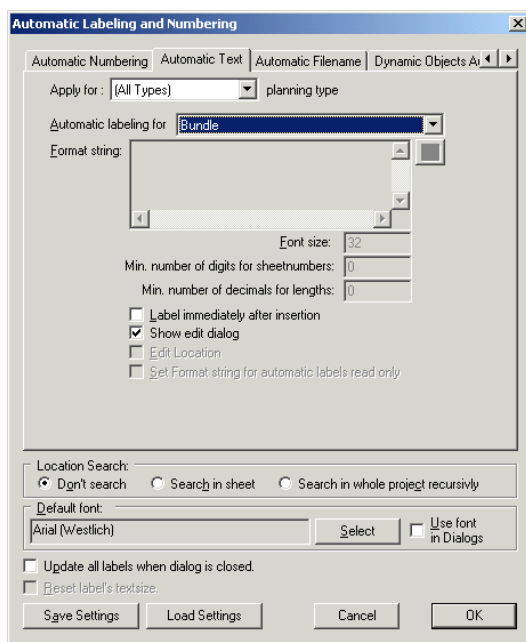 Automatic Labeling and Numbering
Automatic Numbering Automatic Text Automatic Filename Dynamic Objects Au
Apply for : (All Types) planning type
Automatic labeling for Bundle
Format string:
Font size: 32
Min. number of digits for sheetnumbers: 0
Min. number of decimals for lengths: 0
Label immediately after insertion
Show edit dialog
Edit Location
Set Format string for automatic labels read only
Location Search:
Don't search Search in sheet Search in whole project recursivly
Default font:
Arial (Westlich) Select Use font
in Dialogs
Update all labels when dialog is closed.
Reset label's textsize.
Save Settings Load Settings Cancel OK